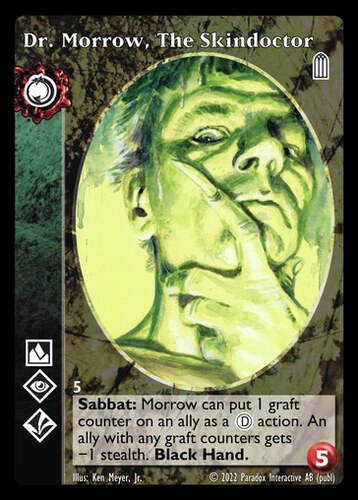 Dr. Morrow, The Skindoctor
5
Sabbat: Morrow can put 1 graft
counter on an ally as a Ⓓ action. An
ally with any graft counters gets
−1 stealth. Black Hand.
5
Illus: Ken Meyer, Jr.
© 2022 Paradox Interactive AB (publ)